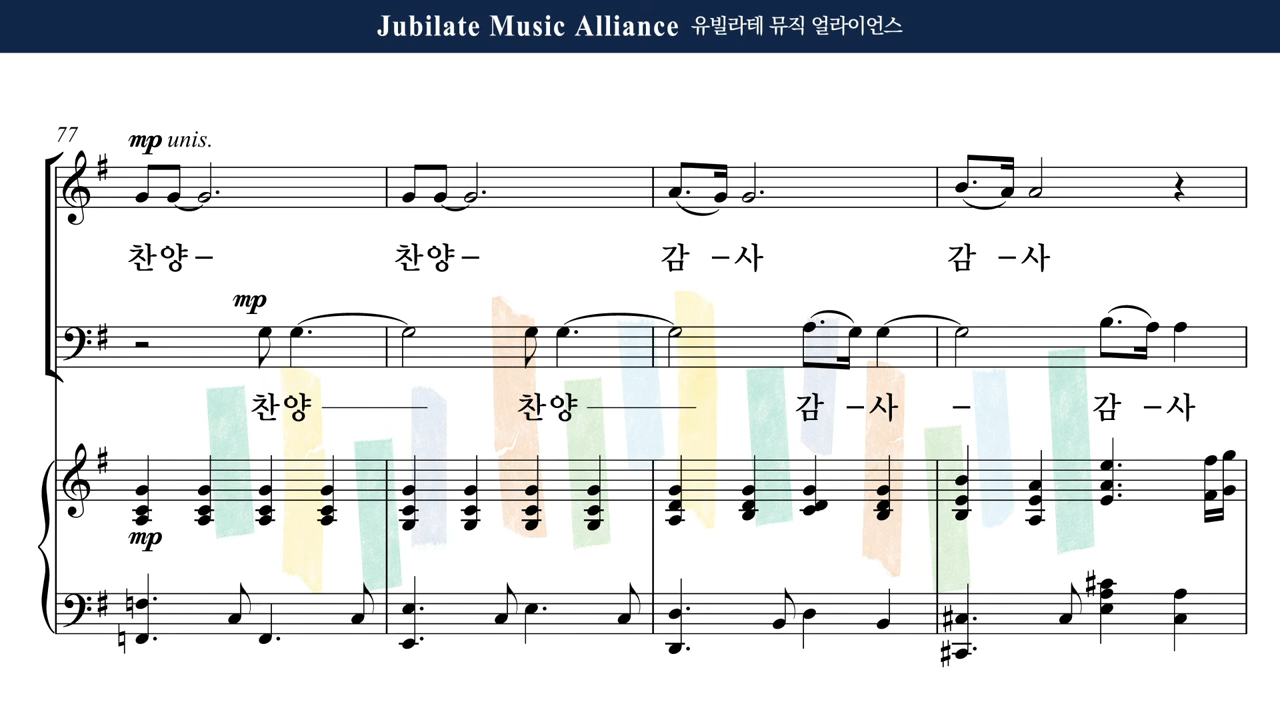 Jubilate Music Alliance 유빌라테 뮤직 얼라이언스
77
mp unis.
찬양- 찬양- 감 -사 감 -사
mp
찬양 찬양 감 -사 - 감 -사
mp